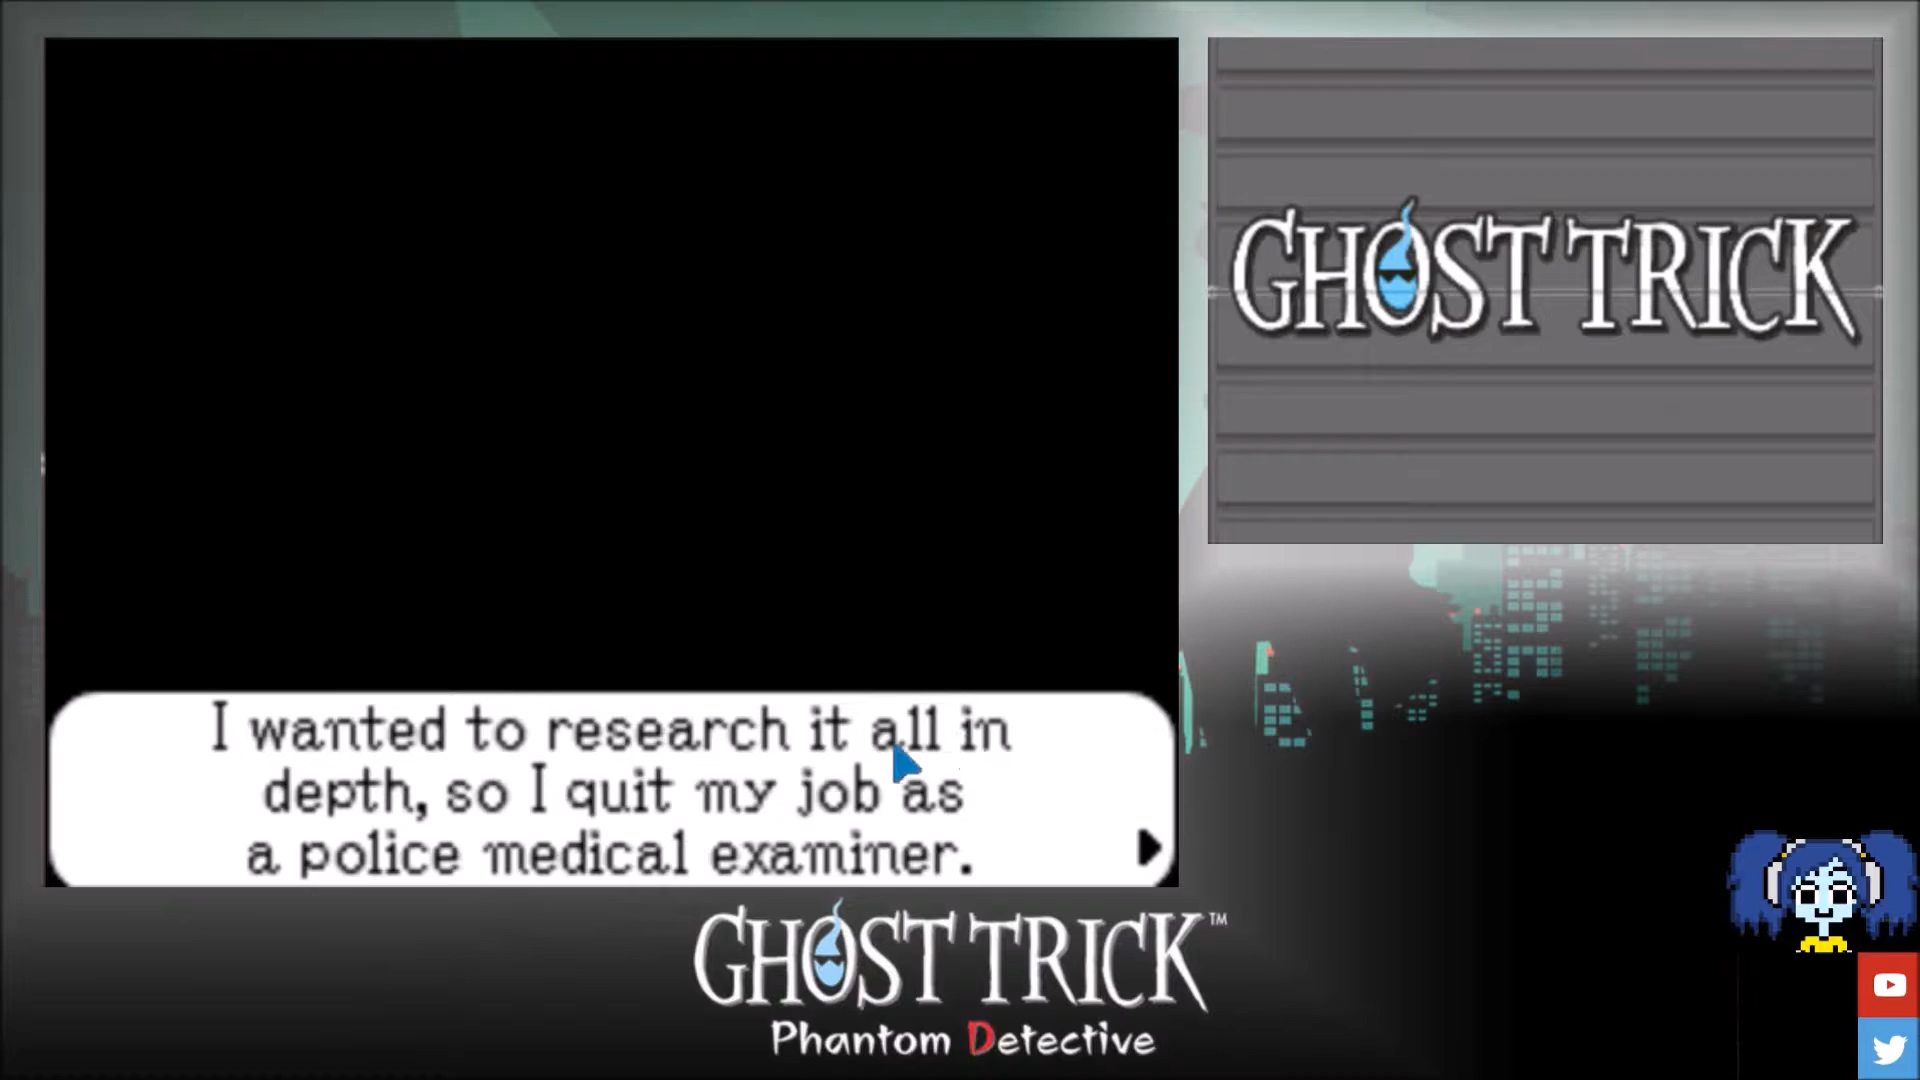 GHOST TRICK
I wanted to research it all in
depth, so I quit my job as
a police medical examiner.
GHOST TRICK™
Phantom Detective